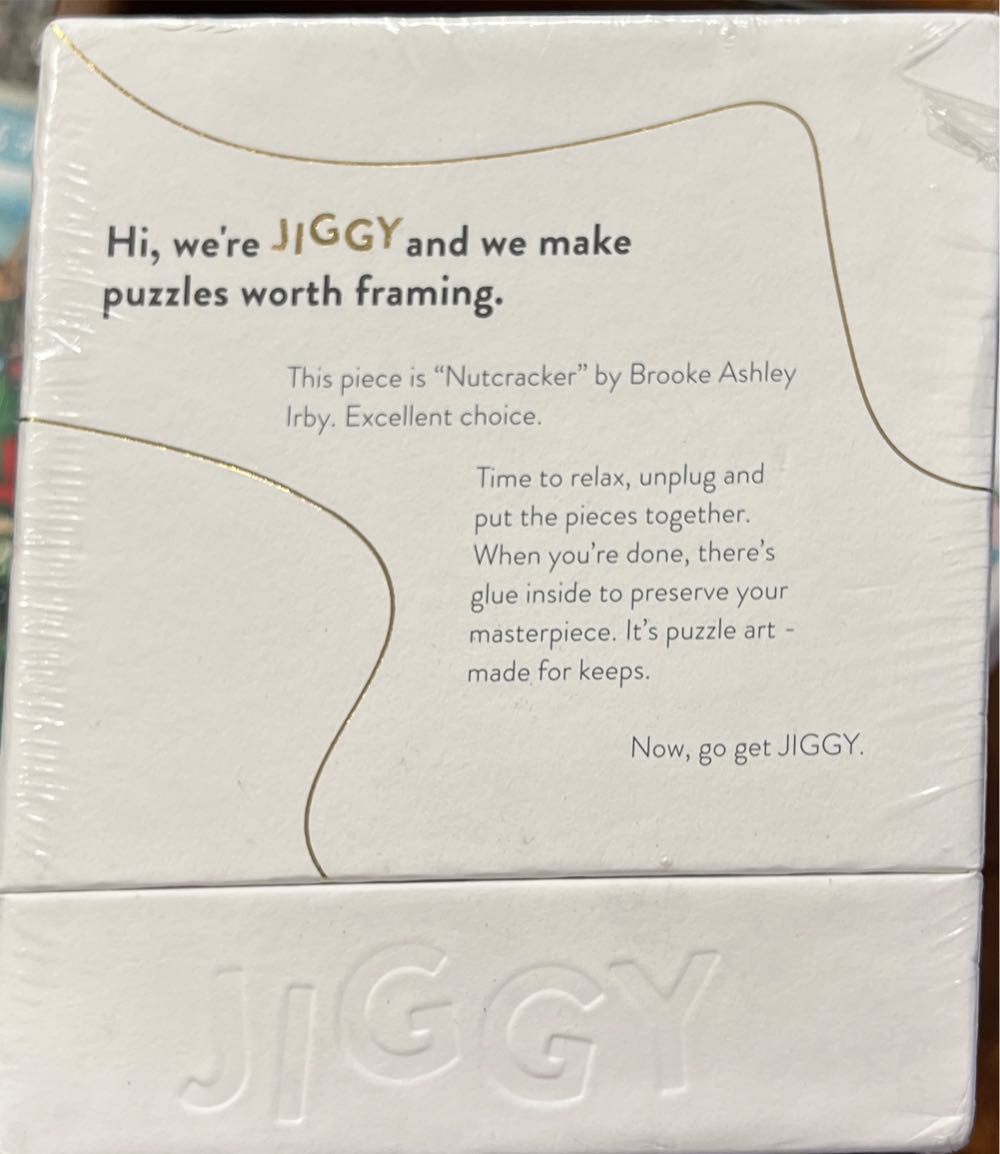 Hi, we're JIGGY and we make
puzzles worth framing.
This piece is “Nutcracker” by Brooke Ashley
Irby. Excellent choice.
Time to relax, unplug and
put the pieces together.
When you’re done, there’s
glue inside to preserve your
masterpiece. It’s puzzle art -
made for keeps.
Now, go get JIGGY.
JIGGY